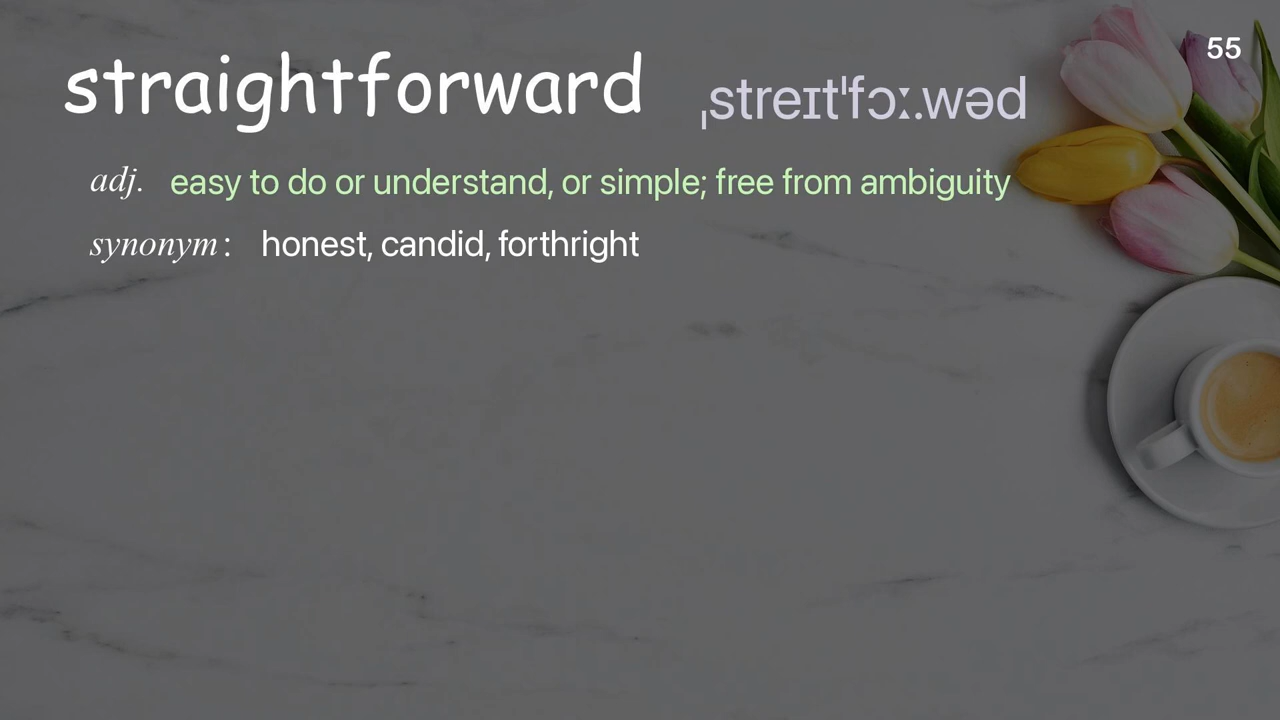 55
straightforward ˌstreɪtˈfɔː.wəd
adj. easy to do or understand, or simple; free from ambiguity
synonym: honest, candid, forthright